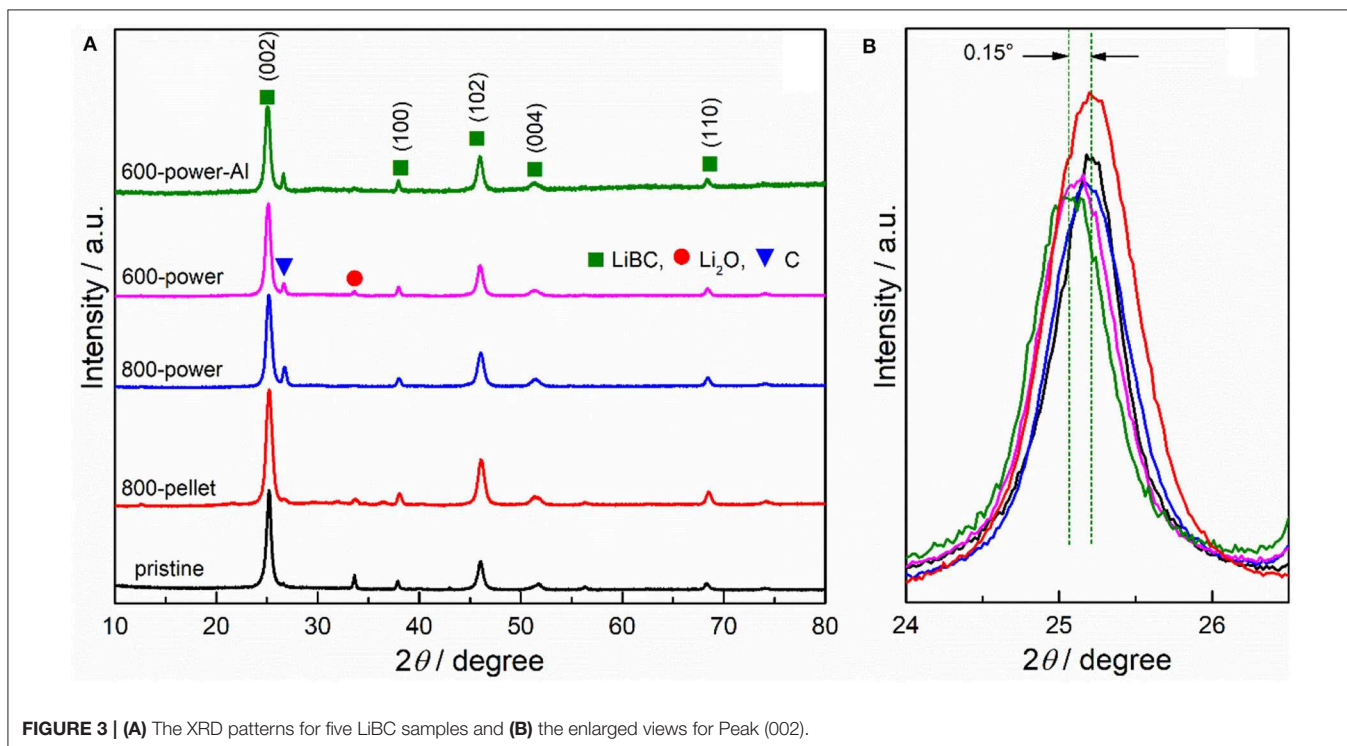 A
(002)
(100)
(102)
(004)
(110)
600-power-Al
600-power
■ LiBC, ● Li₂O, ▼ C
800-power
800-pellet
pristine
Intensity / a.u.
10 20 30 40 50 60 70 80
2θ / degree
B
0.15°
Intensity / a.u.
24 25 26
2θ / degree
FIGURE 3 | (A) The XRD patterns for five LiBC samples and (B) the enlarged views for Peak (002).